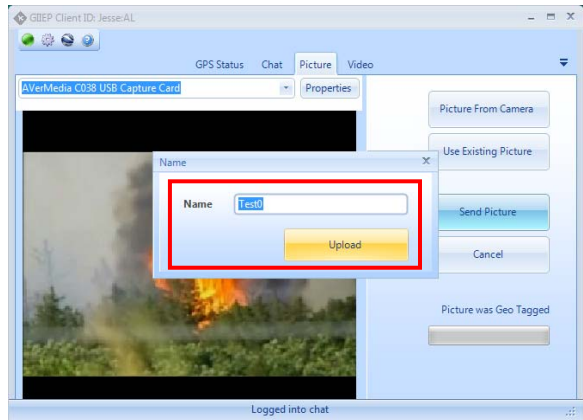 GIIEP Client ID: Jesse:AL
GPS Status Chat Picture Video
AVerMedia C038 USB Capture Card
Properties
Picture From Camera
Use Existing Picture
Name
Name Test0
Upload
Send Picture
Cancel
Picture was Geo Tagged
Logged into chat